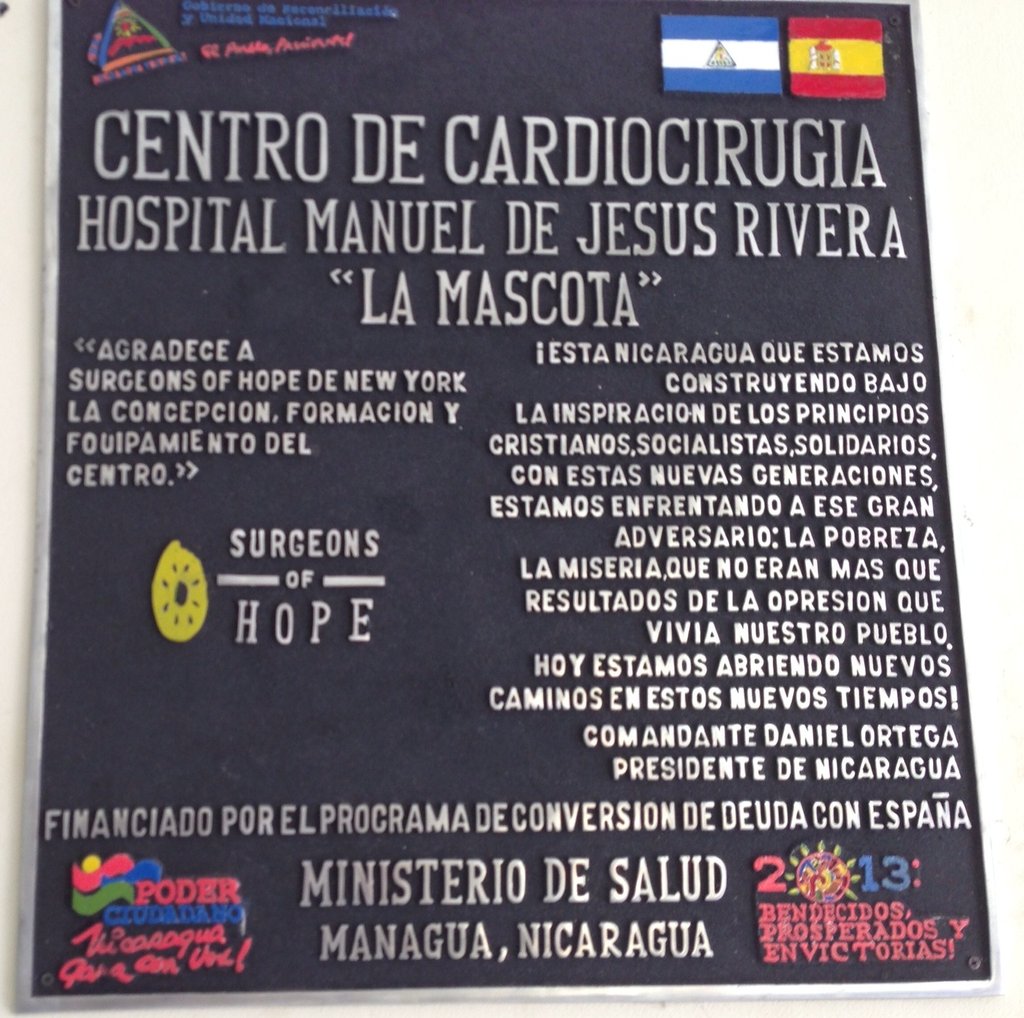 Gobierno de Reconciliación
y Unidad Nacional
El Pueblo, Presidente!
CENTRO DE CARDIOCIRUGIA
HOSPITAL MANUEL DE JESUS RIVERA
“LA MASCOTA”
“AGRADECE A
SURGEONS OF HOPE DE NEW YORK
LA CONCEPCION, FORMACION Y
EQUIPAMIENTO DEL
CENTRO.”
SURGEONS
OF
HOPE
¡ESTA NICARAGUA QUE ESTAMOS
CONSTRUYENDO BAJO
LA INSPIRACION DE LOS PRINCIPIOS
CRISTIANOS,SOCIALISTAS,SOLIDARIOS,
CON ESTAS NUEVAS GENERACIONES,
ESTAMOS ENFRENTANDO A ESE GRAN
ADVERSARIO: LA POBREZA,
LA MISERIA,QUE NO ERAN MAS QUE
RESULTADOS DE LA OPRESION QUE
VIVIA NUESTRO PUEBLO.
HOY ESTAMOS ABRIENDO NUEVOS
CAMINOS EN ESTOS NUEVOS TIEMPOS!
COMANDANTE DANIEL ORTEGA
PRESIDENTE DE NICARAGUA
FINANCIADO POR EL PROGRAMA DE CONVERSION DE DEUDA CON ESPAÑA
PODER
CIUDADANO
Nicaragua
Gana con Vos!
MINISTERIO DE SALUD
MANAGUA, NICARAGUA
2013:
BENDECIDOS,
PROSPERADOS Y
EN VICTORIAS!